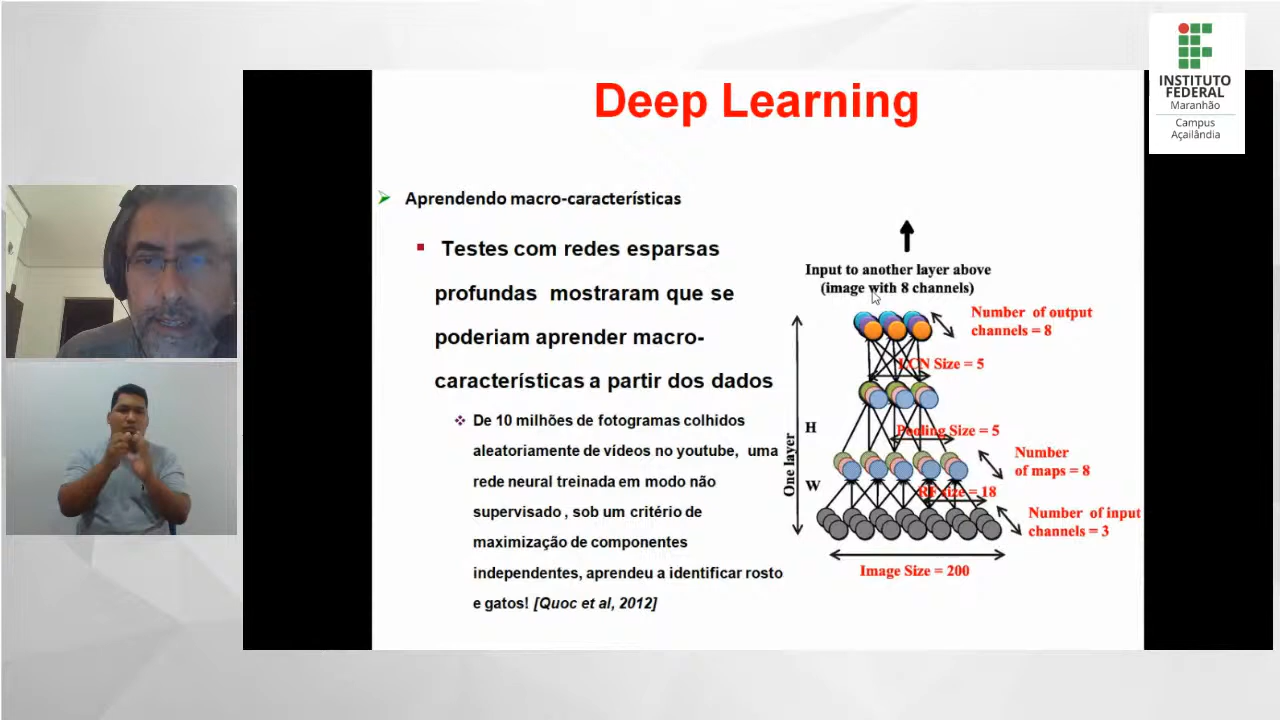 Deep Learning
INSTITUTO
FEDERAL
Maranhão
Campus
Açailândia
Aprendendo macro-características
Testes com redes esparsas
profundas mostraram que se
poderiam aprender macro-
características a partir dos dados
De 10 milhões de fotogramas colhidos
aleatoriamente de vídeos no youtube, uma
rede neural treinada em modo não
supervisado , sob um critério de
maximização de componentes
independentes, aprendeu a identificar rosto
e gatos! [Quoc et al, 2012]
Input to another layer above
(image with 8 channels)
Number of output
channels = 8
LCN Size = 5
H
Pooling Size = 5
One layer
Number
of maps = 8
W
RF size = 18
Number of input
channels = 3
Image Size = 200